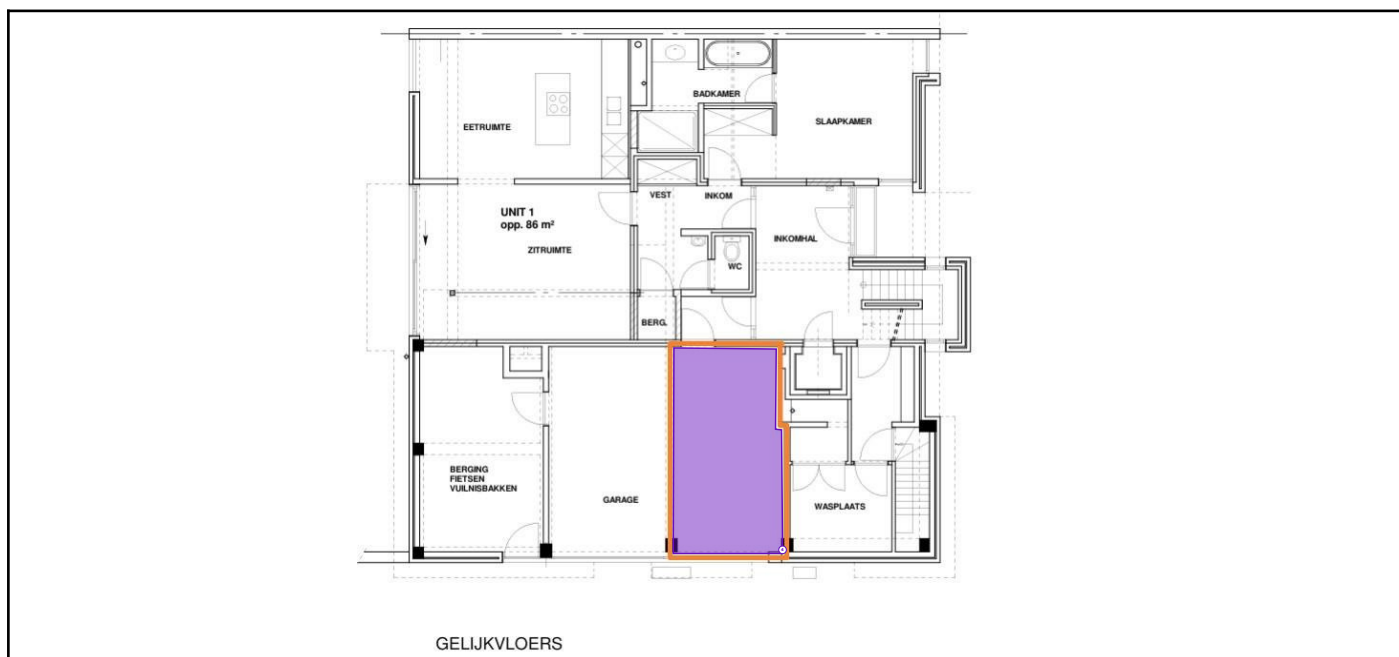 BADKAMER
EETRUIMTE
SLAAPKAMER
VEST
INKOM
UNIT 1
opp. 86 m²
INKOMHAL
ZITRUIMTE
WC
BERG.
BERGING
FIETSEN
VUILNISBAKKEN
GARAGE
WASPLAATS
GELIJKVLOERS